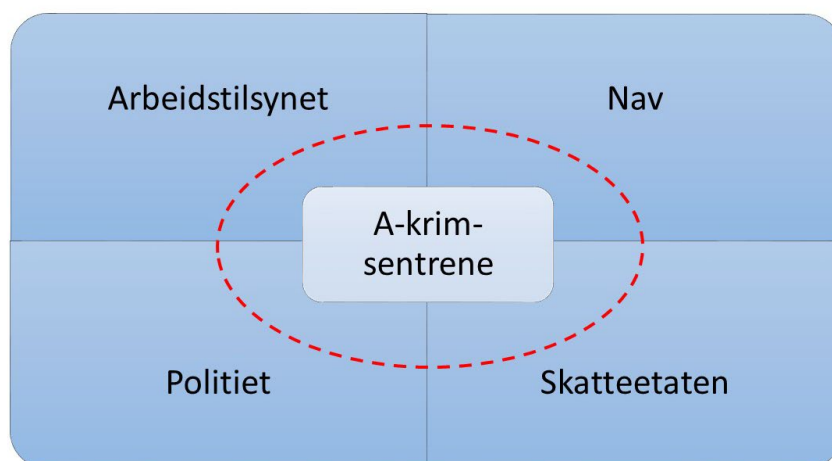 Arbeidstilsynet
Nav
A-krim-
sentrene
Politiet
Skatteetaten